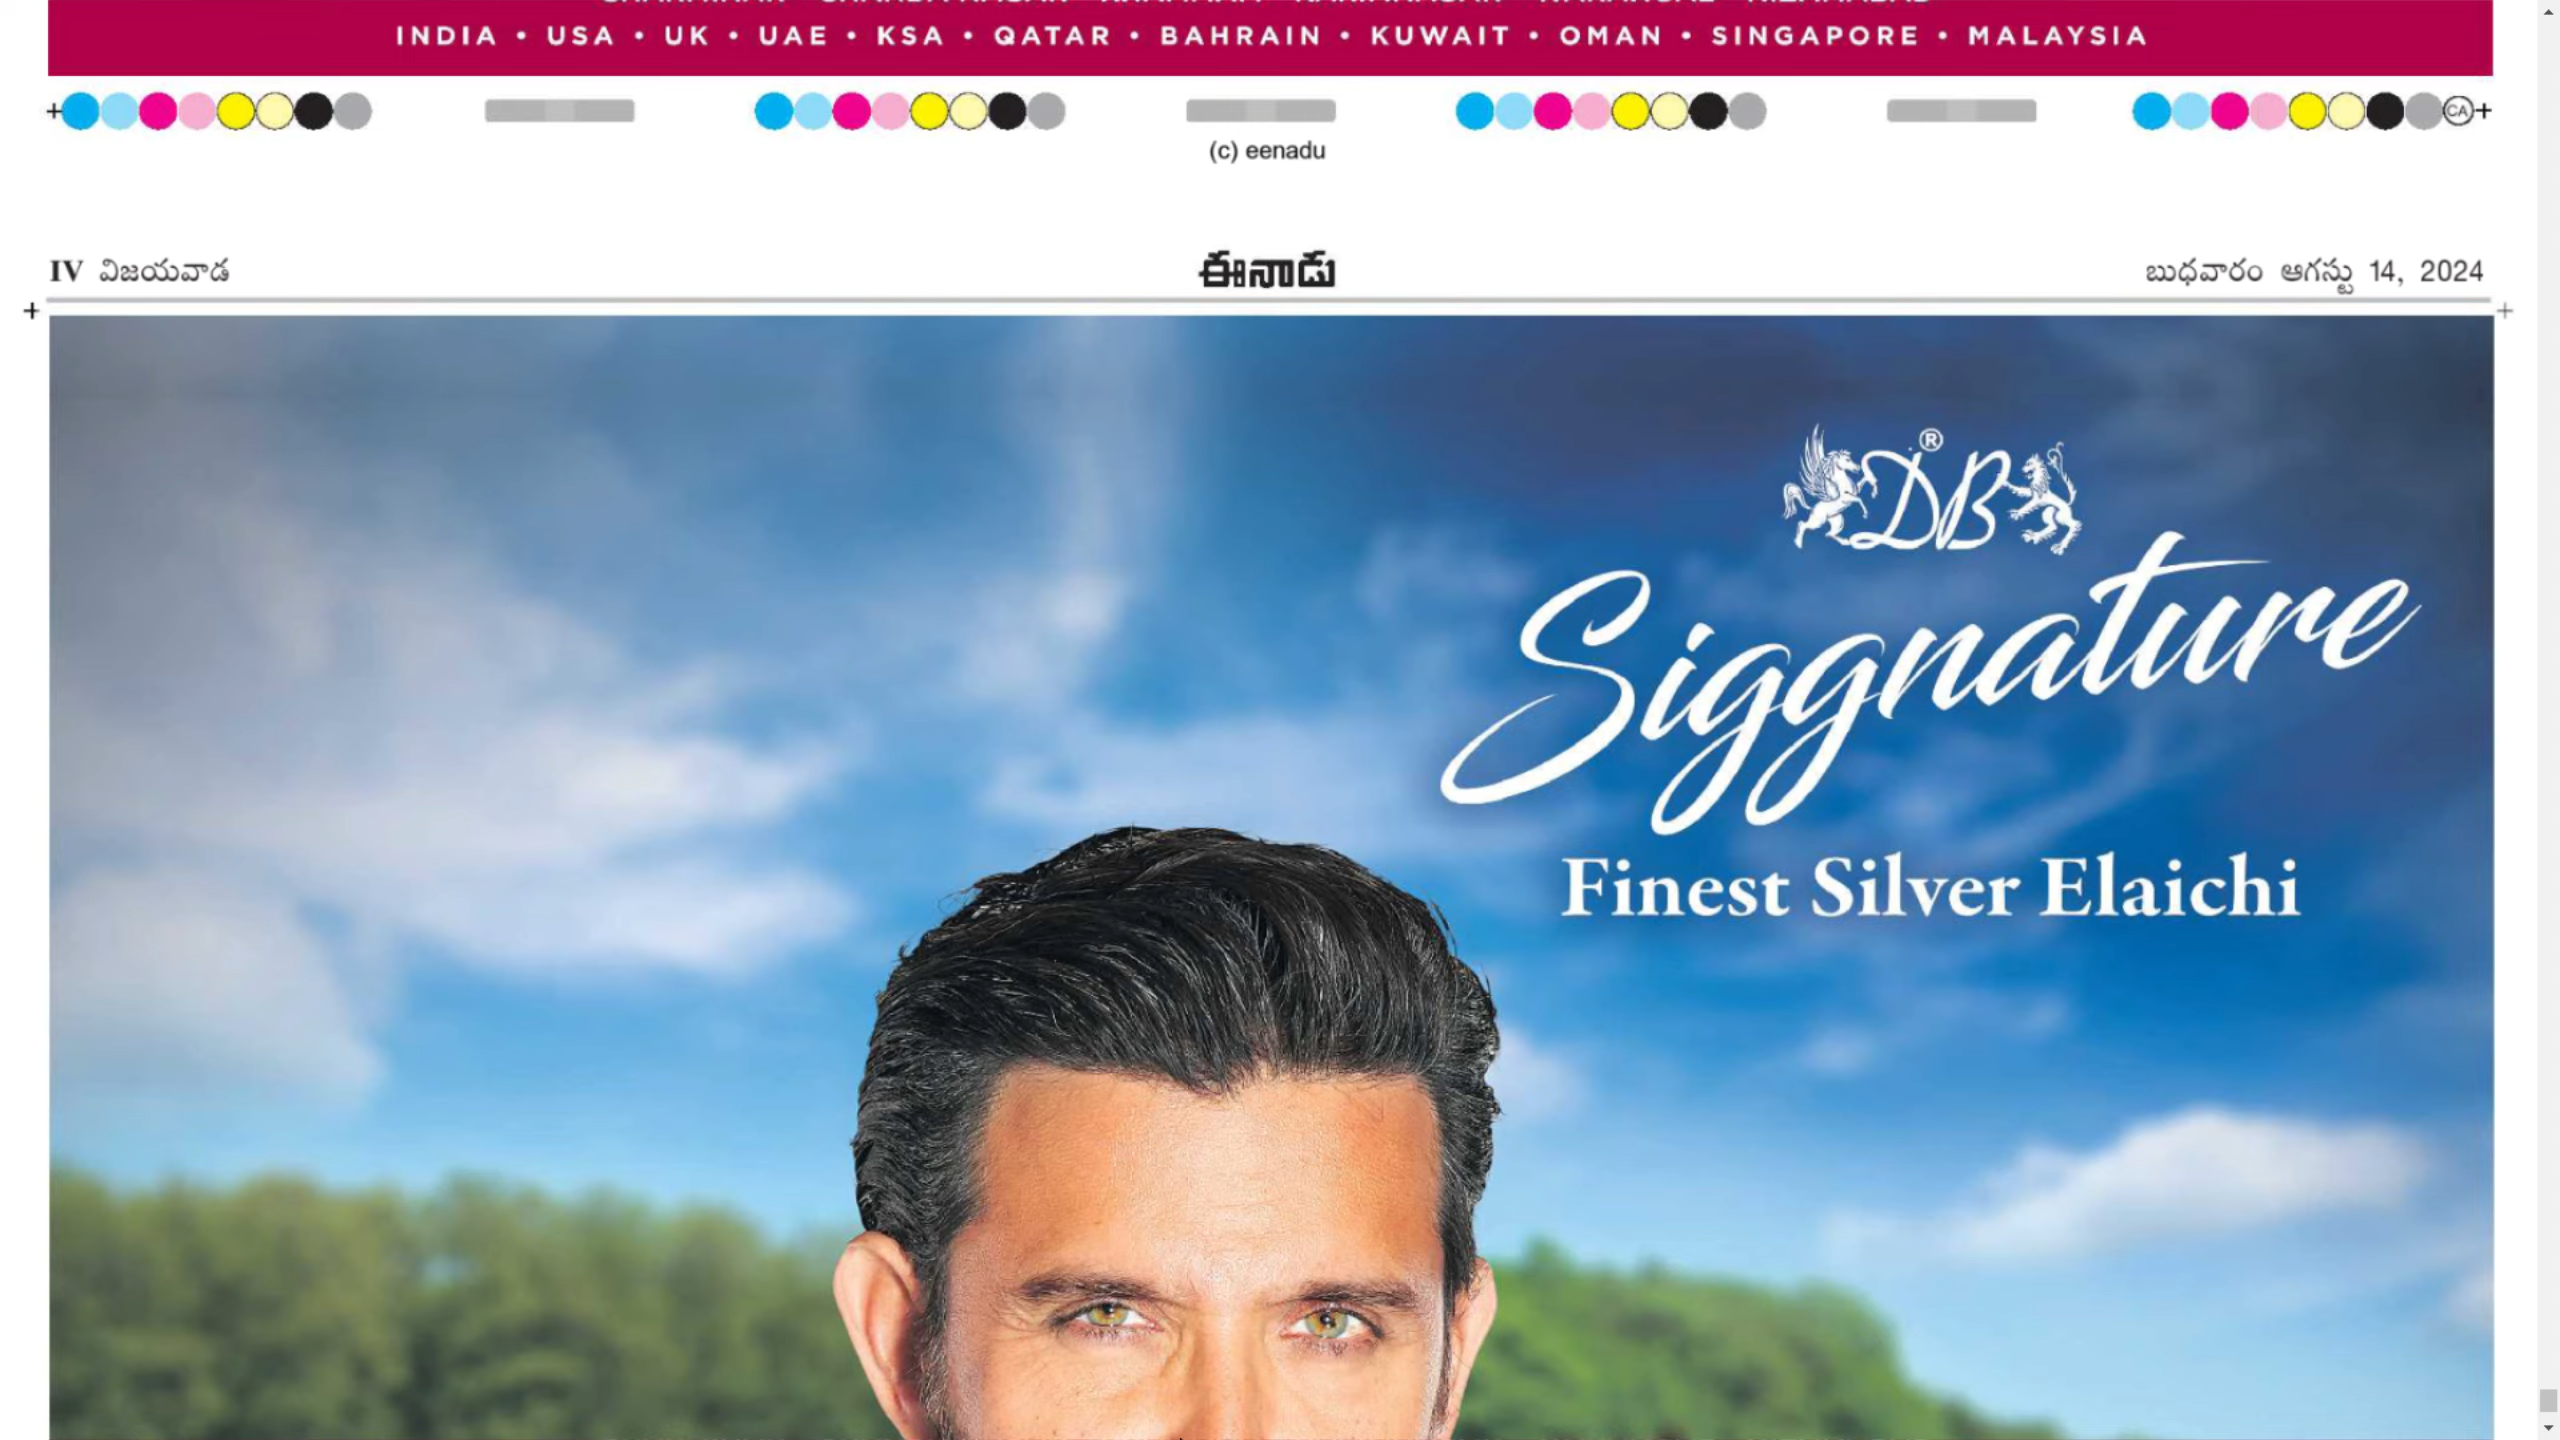 INDIA • USA • UK • UAE • KSA • QATAR • BAHRAIN • KUWAIT • OMAN • SINGAPORE • MALAYSIA
CA
(c) eenadu
IV విజయవాడ
ఈనాడు
బుధవారం ఆగస్టు 14, 2024
DB®
Siggnature
Finest Silver Elaichi